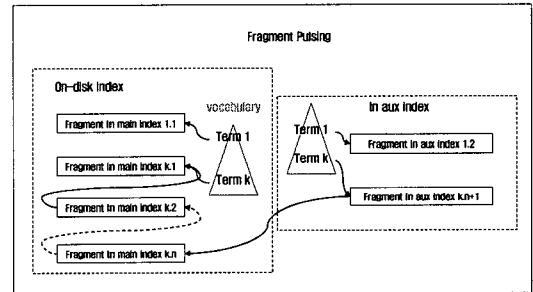 Fragment Pulsing
On-disk index
vocabulary
Fragment in main index 1.1
Term 1
Fragment in main index k.1
Term k
Fragment in main index k.2
Fragment in main index k.n
In aux index
Term 1
Fragment in aux index 1.2
Term k
Fragment in aux index k.n+1